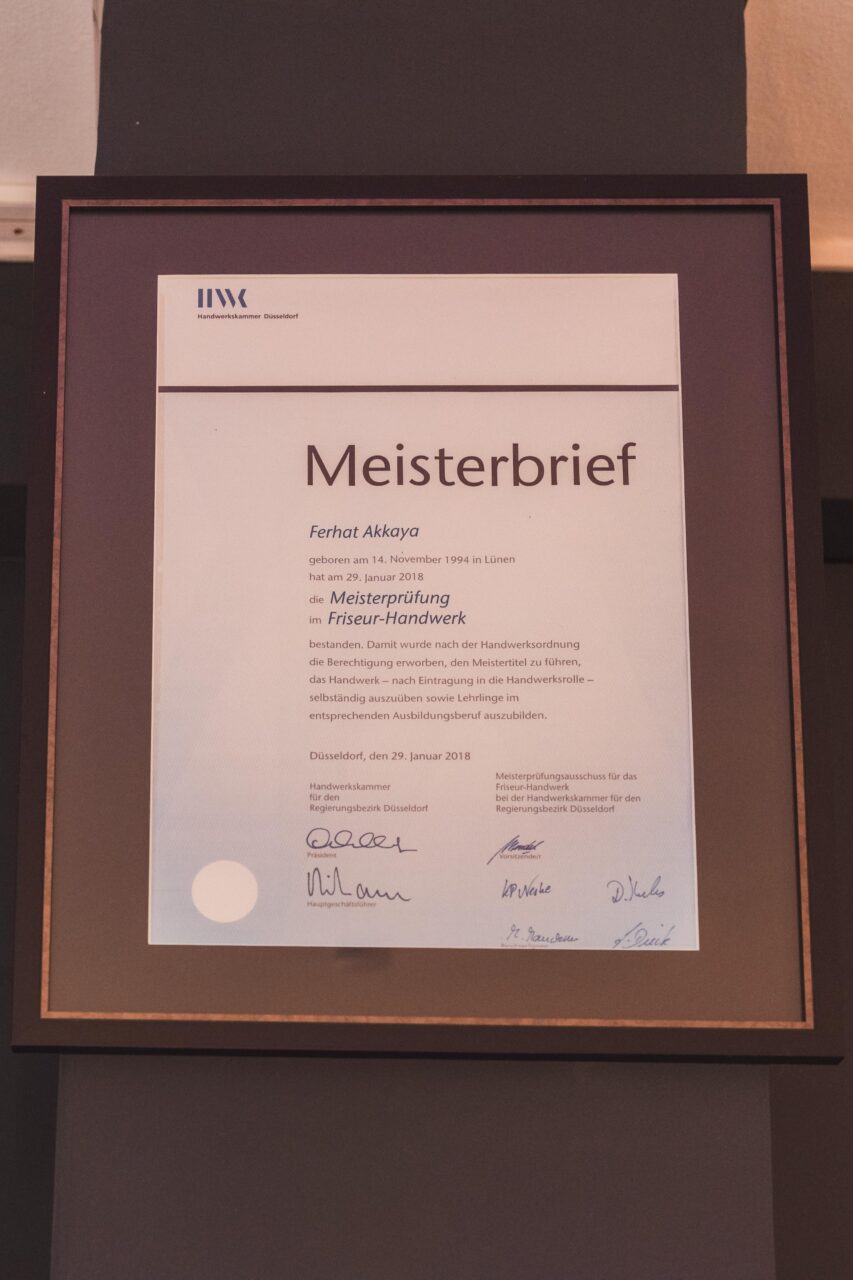 HWK
Handwerkskammer Düsseldorf
Meisterbrief
Ferhat Akkaya
geboren am 14. November 1994 in Lünen
hat am 29. Januar 2018
die Meisterprüfung
im Friseur-Handwerk
bestanden. Damit wurde nach der Handwerksordnung
die Berechtigung erworben, den Meistertitel zu führen,
das Handwerk – nach Eintragung in die Handwerksrolle –
selbständig auszuüben sowie Lehrlinge im
entsprechenden Ausbildungsberuf auszubilden.
Düsseldorf, den 29. Januar 2018
Handwerkskammer
für den
Regierungsbezirk Düsseldorf
Präsident
Hauptgeschäftsführer
Meisterprüfungsausschuss für das
Friseur-Handwerk
bei der Handwerkskammer für den
Regierungsbezirk Düsseldorf
Vorsitzende/r